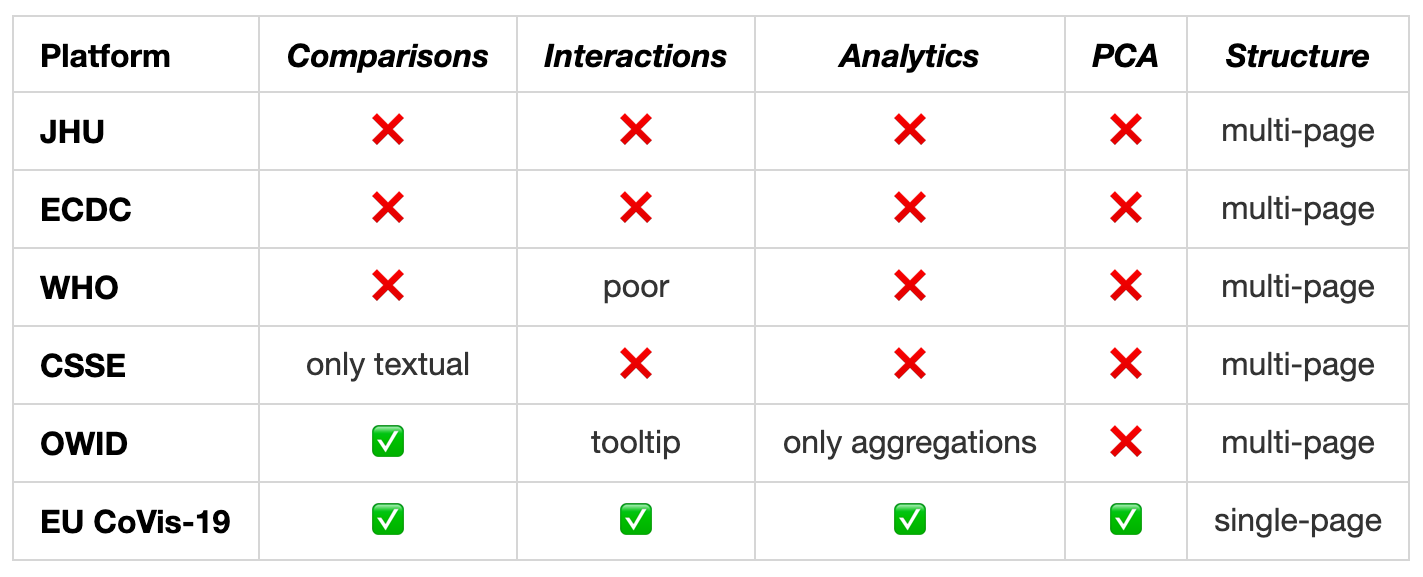 Platform Comparisons Interactions Analytics PCA Structure
JHU ❌ ❌ ❌ ❌ multi-page
ECDC ❌ ❌ ❌ ❌ multi-page
WHO ❌ poor ❌ ❌ multi-page
CSSE only textual ❌ ❌ ❌ multi-page
OWID ✅ tooltip only aggregations ❌ multi-page
EU CoVis-19 ✅ ✅ ✅ ✅ single-page